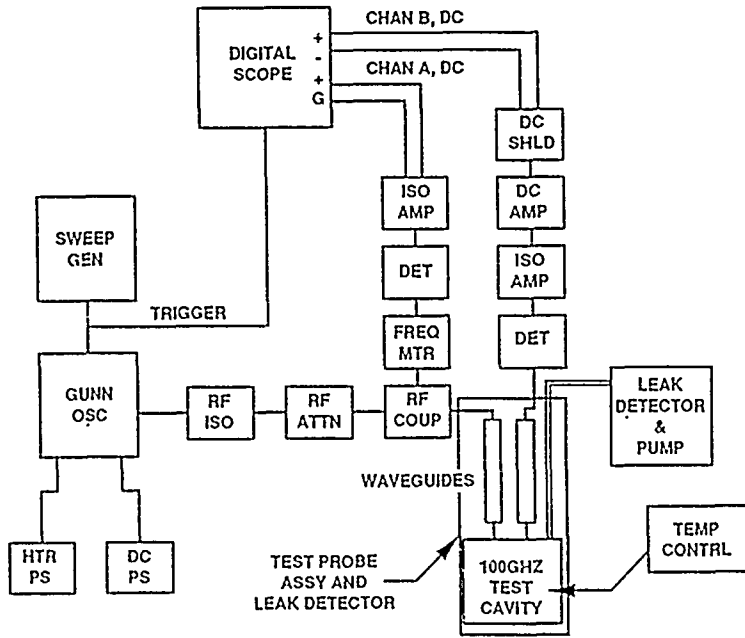 CHAN B, DC
DIGITAL
SCOPE
+
-
+
G
CHAN A, DC
DC
SHLD
ISO
AMP
DC
AMP
SWEEP
GEN
DET
ISO
AMP
TRIGGER
FREQ
MTR
DET
GUNN
OSC
RF
ISO
RF
ATTN
RF
COUP
LEAK
DETECTOR
&
PUMP
WAVEGUIDES
HTR
PS
DC
PS
TEST PROBE
ASSY AND
LEAK DETECTOR
100GHZ
TEST
CAVITY
TEMP
CONTRL